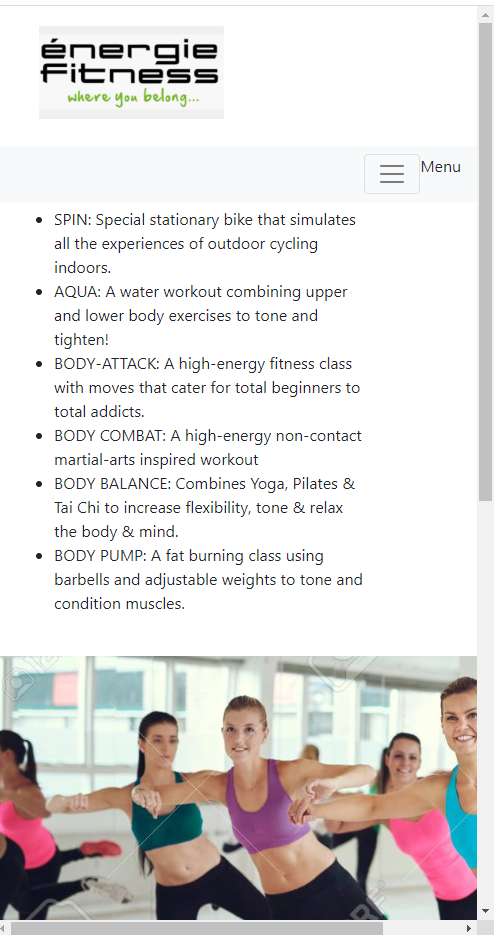 énergie
fitness
where you belong...
Menu
SPIN: Special stationary bike that simulates
all the experiences of outdoor cycling
indoors.
AQUA: A water workout combining upper
and lower body exercises to tone and
tighten!
BODY-ATTACK: A high-energy fitness class
with moves that cater for total beginners to
total addicts.
BODY COMBAT: A high-energy non-contact
martial-arts inspired workout
BODY BALANCE: Combines Yoga, Pilates &
Tai Chi to increase flexibility, tone & relax
the body & mind.
BODY PUMP: A fat burning class using
barbells and adjustable weights to tone and
condition muscles.